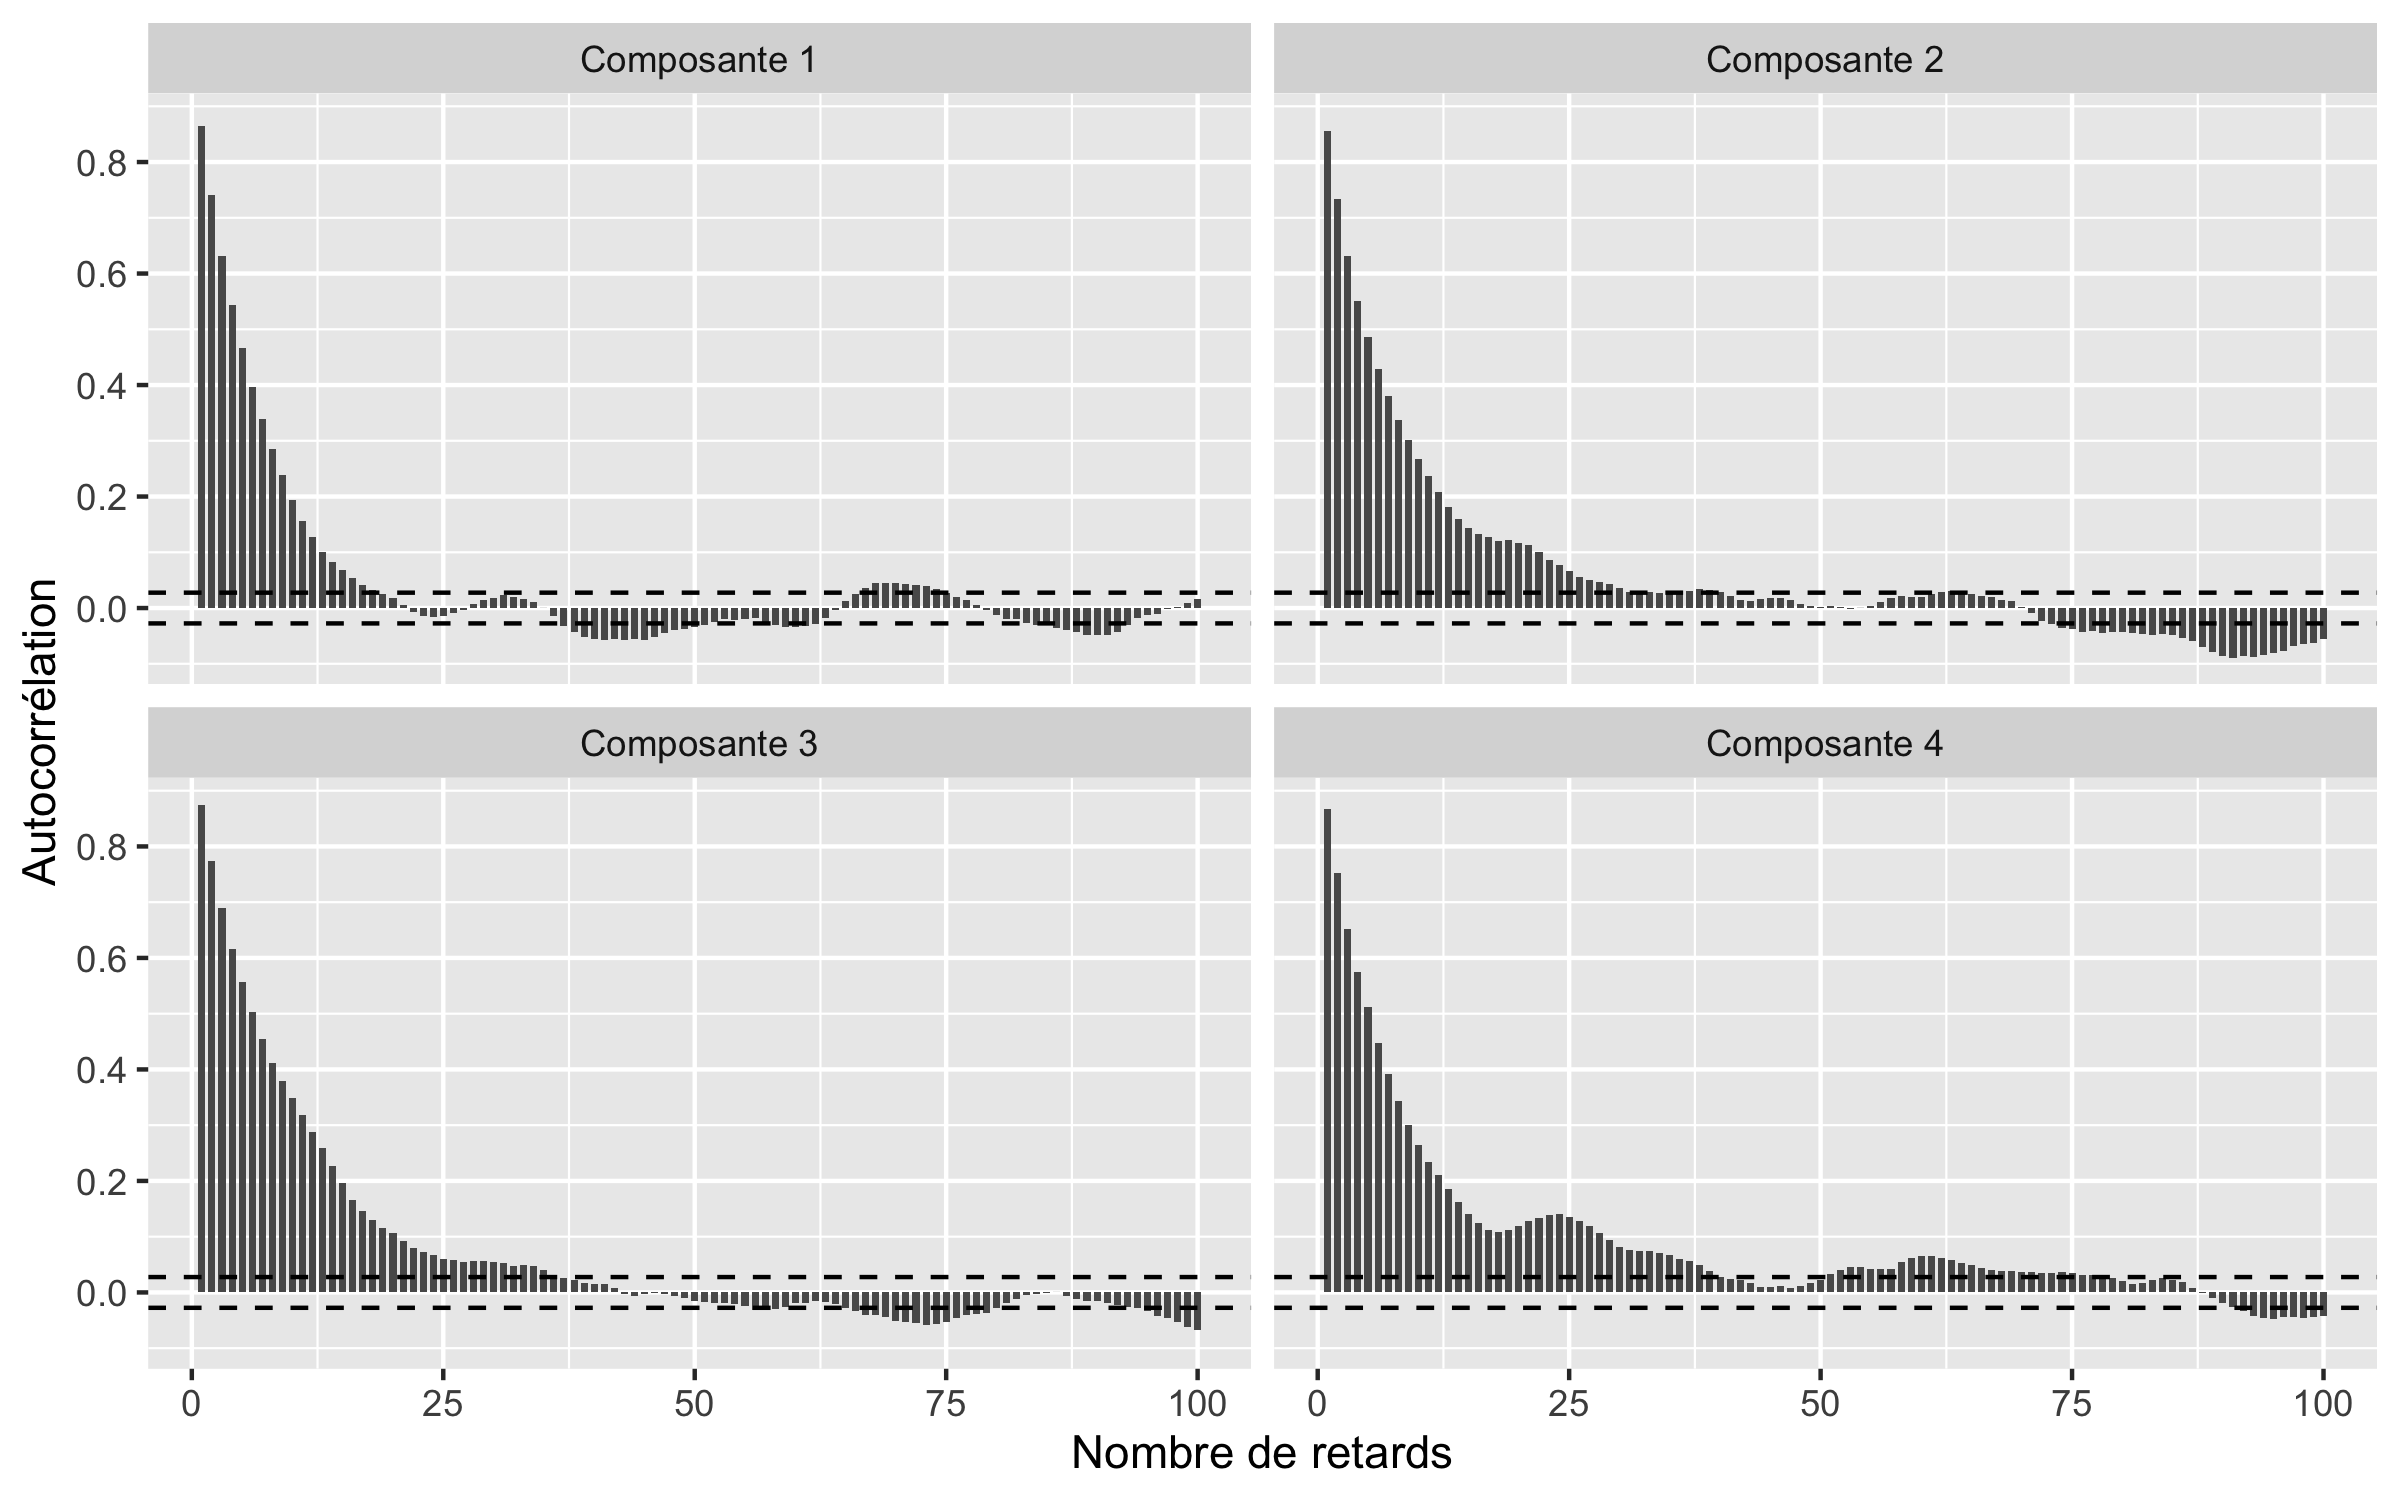 Composante 1
Composante 2
0.8
0.6
0.4
0.2
0.0
Autocorrélation
Composante 3
Composante 4
0.8
0.6
0.4
0.2
0.0
0 25 50 75 100
0 25 50 75 100
Nombre de retards